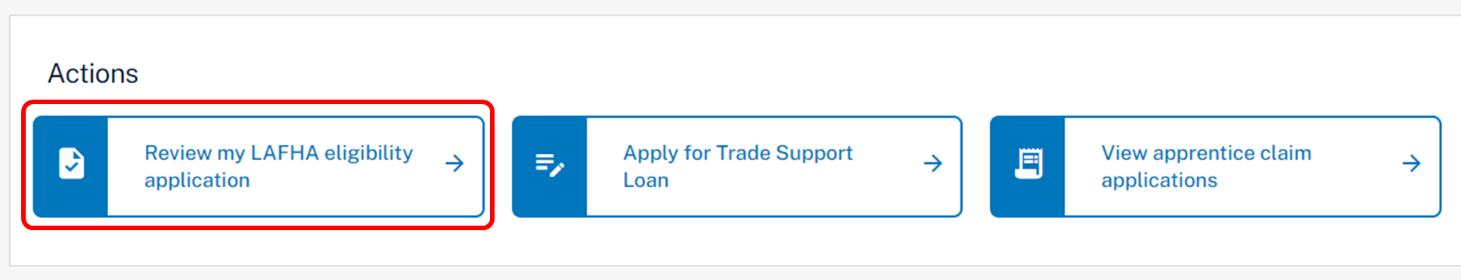 Actions
Review my LAFHA eligibility
application
Apply for Trade Support
Loan
View apprentice claim
applications